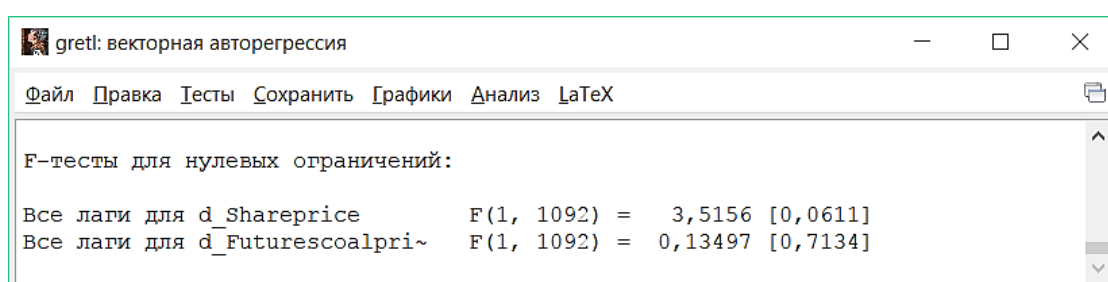 gretl: векторная авторегрессия
Файл Правка Тесты Сохранить Графики Анализ LaTeX
F-тесты для нулевых ограничений:
Все лаги для d_Shareprice F(1, 1092) = 3,5156 [0,0611]
Все лаги для d_Futurescoalpri~ F(1, 1092) = 0,13497 [0,7134]